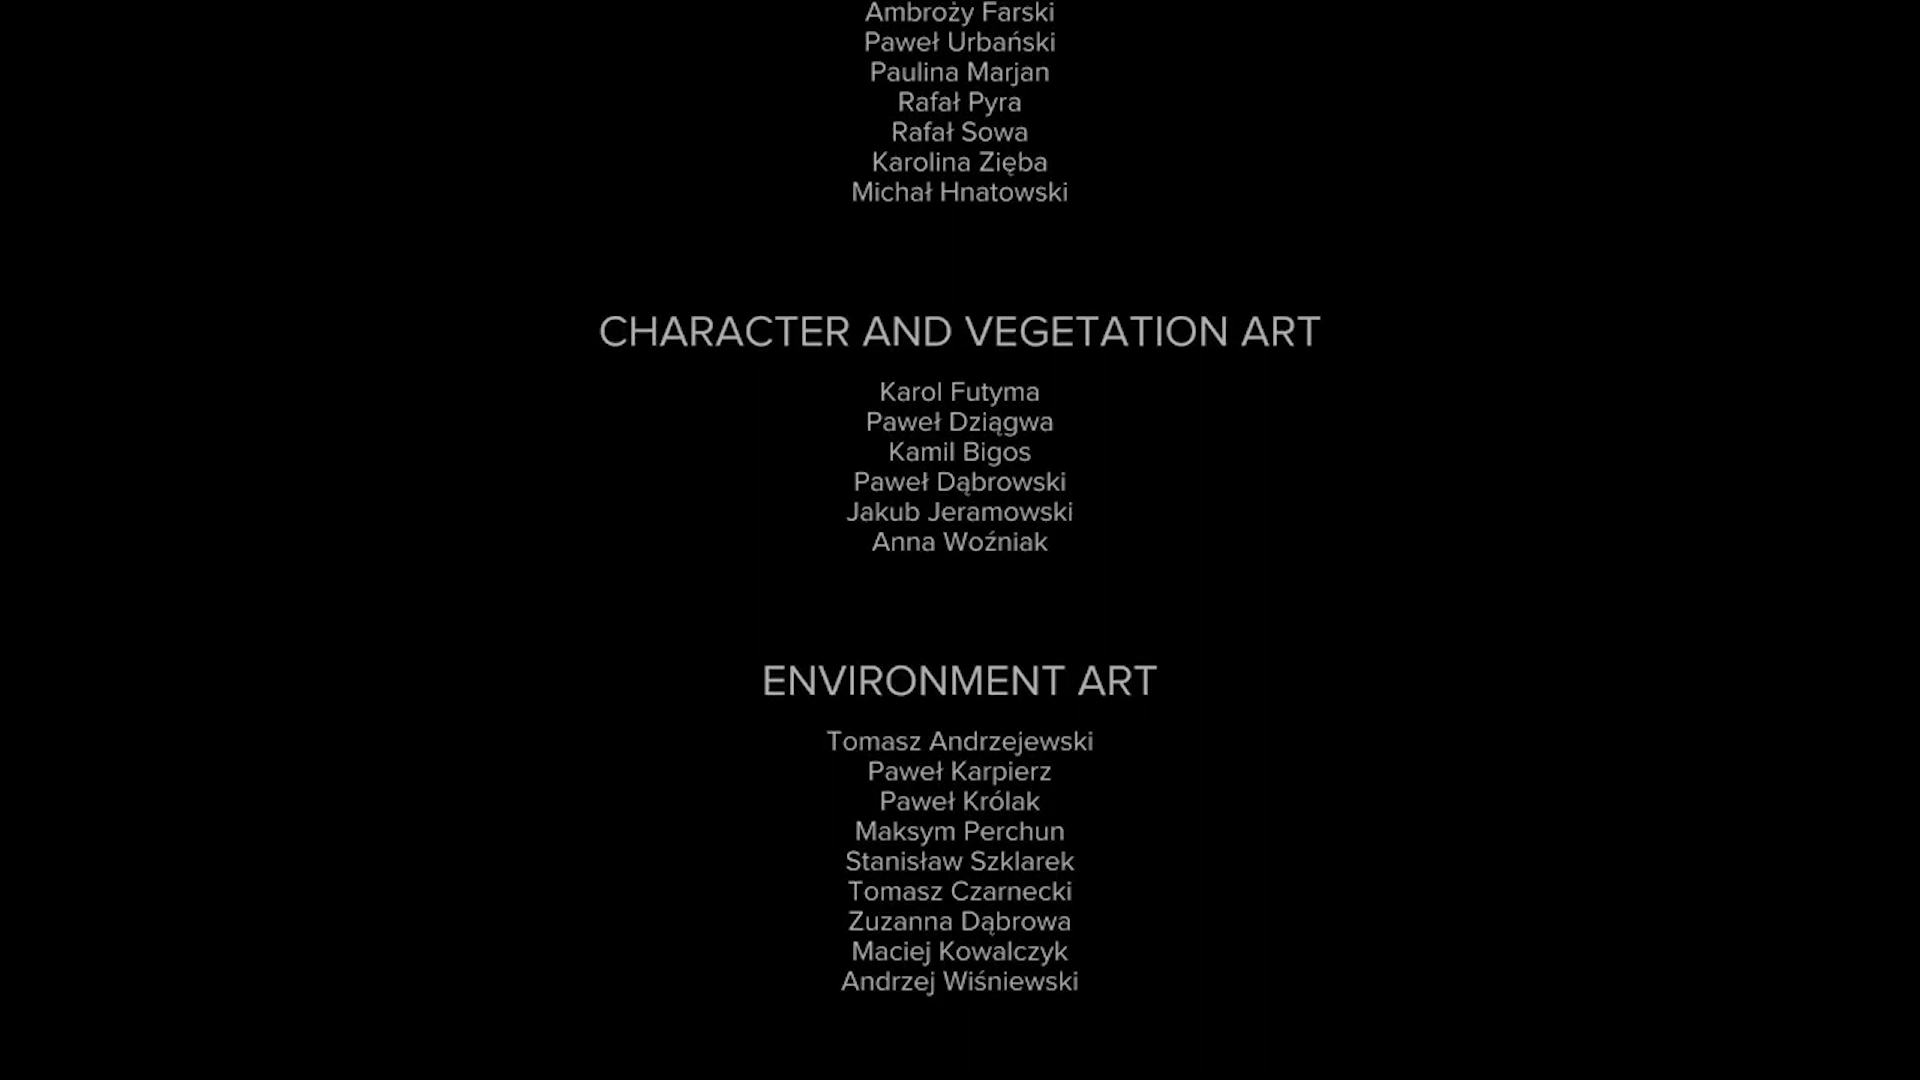 Ambroży Farski
Paweł Urbański
Paulina Marjan
Rafał Pyra
Rafał Sowa
Karolina Zięba
Michał Hnatowski
CHARACTER AND VEGETATION ART
Karol Futyma
Paweł Dziągwa
Kamil Bigos
Paweł Dąbrowski
Jakub Jeramowski
Anna Woźniak
ENVIRONMENT ART
Tomasz Andrzejewski
Paweł Karpierz
Paweł Królak
Maksym Perchun
Stanisław Szklarek
Tomasz Czarnecki
Zuzanna Dąbrowa
Maciej Kowalczyk
Andrzej Wiśniewski